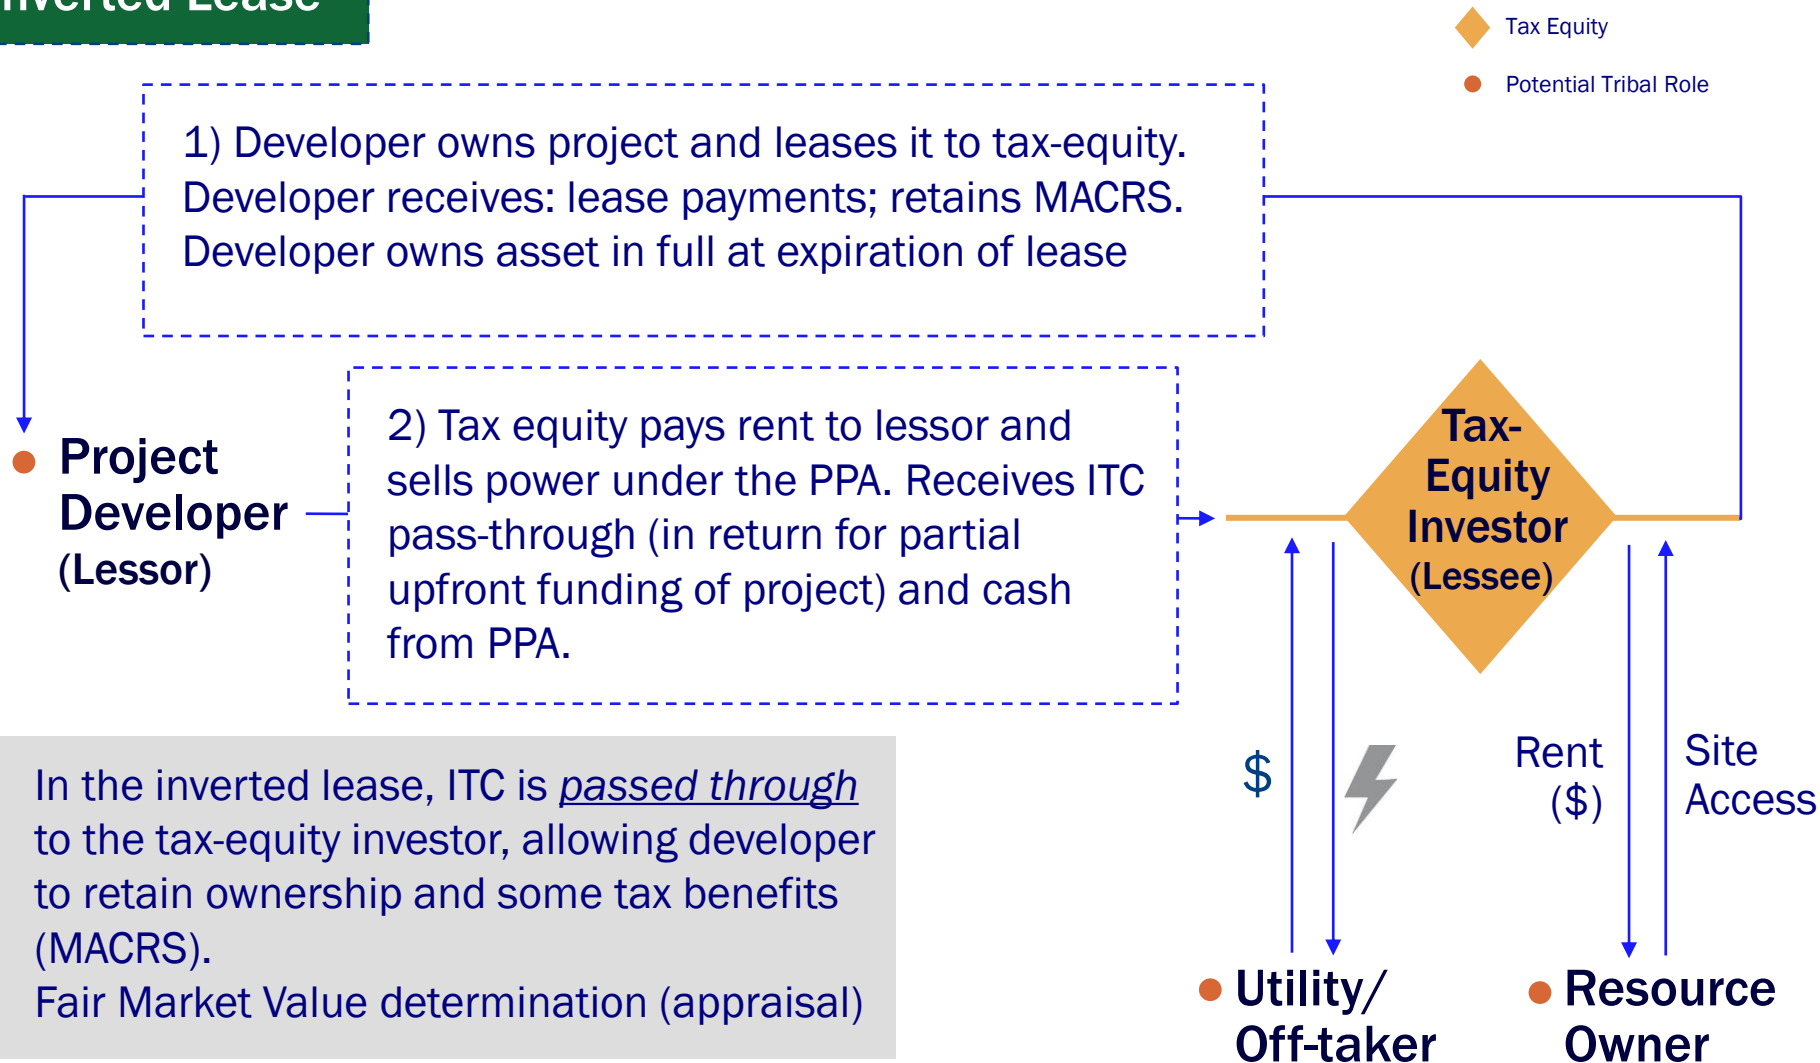 Inverted Lease
Tax Equity
Potential Tribal Role
1) Developer owns project and leases it to tax-equity.
Developer receives: lease payments; retains MACRS.
Developer owns asset in full at expiration of lease
2) Tax equity pays rent to lessor and
sells power under the PPA. Receives ITC
pass-through (in return for partial
upfront funding of project) and cash
from PPA.
Project
Developer
(Lessor)
Tax-
Equity
Investor
(Lessee)
$
Rent
($)
Site
Access
In the inverted lease, ITC is passed through
to the tax-equity investor, allowing developer
to retain ownership and some tax benefits
(MACRS).
Fair Market Value determination (appraisal)
Utility/
Off-taker
Resource
Owner